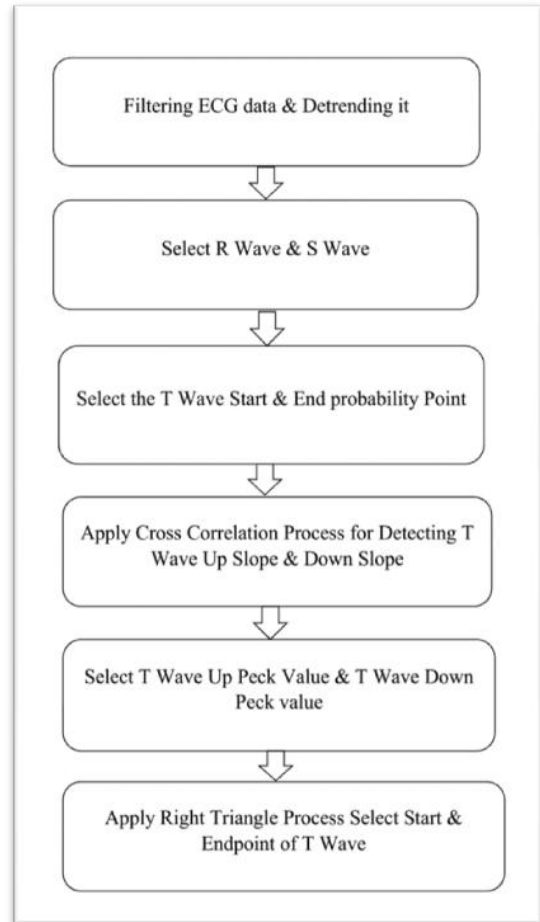 Filtering ECG data & Detrending it
Select R Wave & S Wave
Select the T Wave Start & End probability Point
Apply Cross Correlation Process for Detecting T
Wave Up Slope & Down Slope
Select T Wave Up Peck Value & T Wave Down
Peck value
Apply Right Triangle Process Select Start &
Endpoint of T Wave